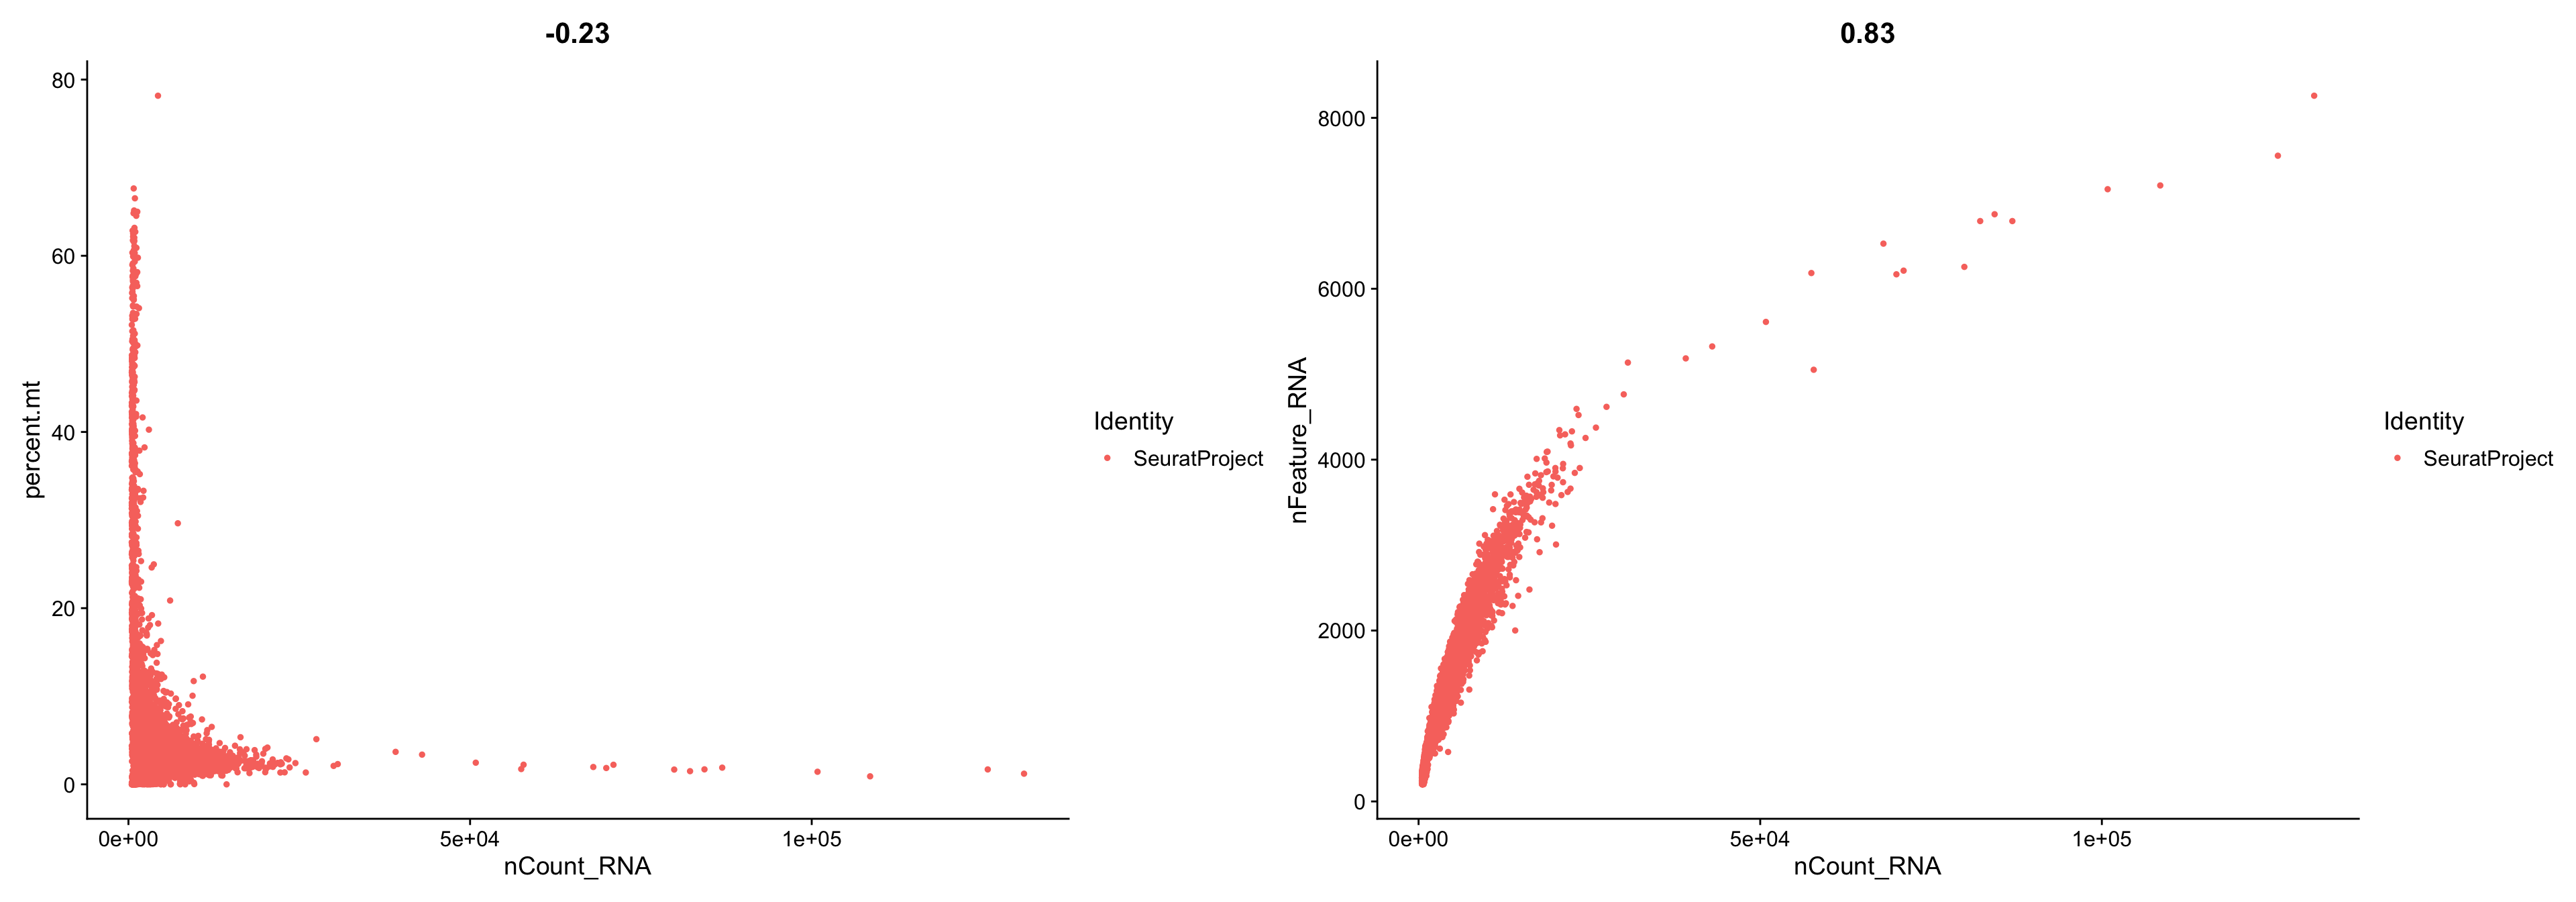 -0.23
80
60
40
20
0
percent.mt
0e+00 5e+04 1e+05
nCount_RNA
Identity
SeuratProject
0.83
8000
6000
4000
2000
0
nFeature_RNA
0e+00 5e+04 1e+05
nCount_RNA
Identity
SeuratProject